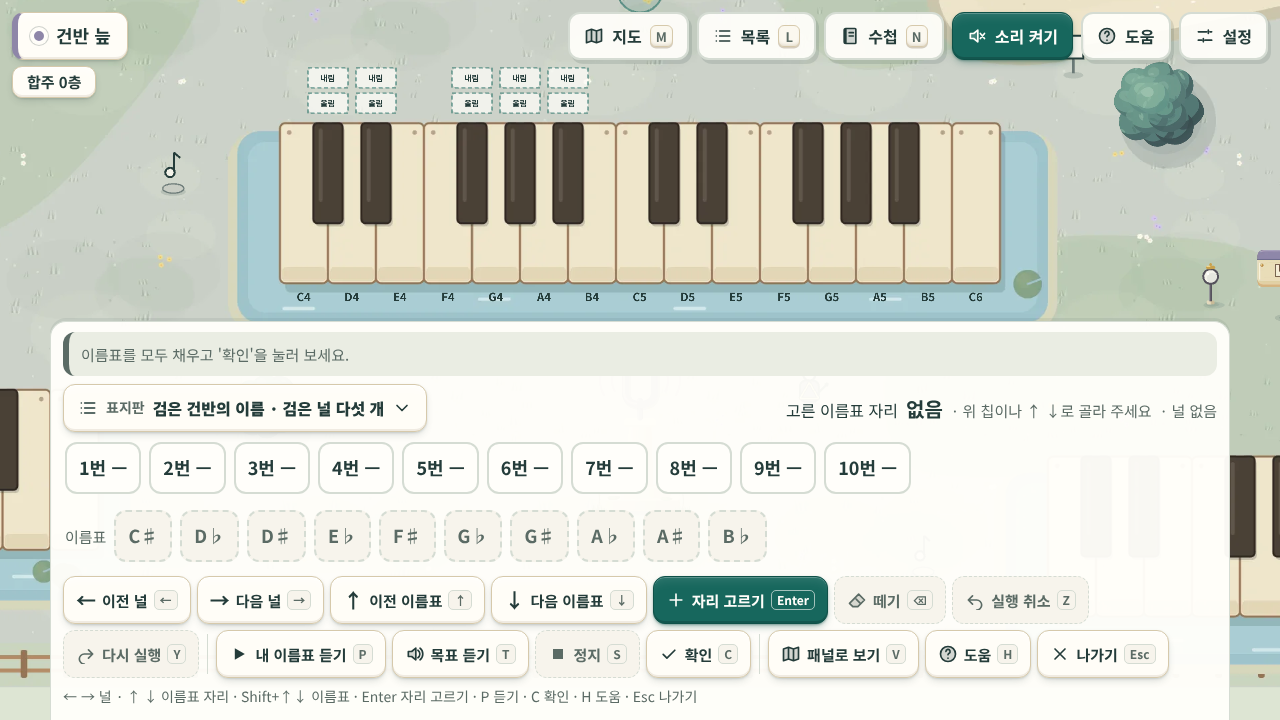 건반 늪
지도 M
목록 L
수첩 N
소리 켜기
도움
설정
합주 0층
내림 내림 내림 내림 내림
올림 올림 올림 올림 올림
C4 D4 E4 F4 G4 A4 B4 C5 D5 E5 F5 G5 A5 B5 C6
이름표를 모두 채우고 '확인'을 눌러 보세요.
표지판 검은 건반의 이름 · 검은 널 다섯 개
고른 이름표 자리 없음 · 위 칩이나 ↑ ↓로 골라 주세요 · 널 없음
1번 — 2번 — 3번 — 4번 — 5번 — 6번 — 7번 — 8번 — 9번 — 10번 —
이름표 C♯ D♭ D♯ E♭ F♯ G♭ G♯ A♭ A♯ B♭
← 이전 널 ← → 다음 널 → ↑ 이전 이름표 ↑ ↓ 다음 이름표 ↓ + 자리 고르기 Enter 떼기 ⌫ 실행 취소 Z
다시 실행 Y 내 이름표 듣기 P 목표 듣기 T 정지 S 확인 C 패널로 보기 V 도움 H 나가기 Esc
← → 널 · ↑ ↓ 이름표 자리 · Shift+↑ ↓ 이름표 · Enter 자리 고르기 · P 듣기 · C 확인 · H 도움 · Esc 나가기